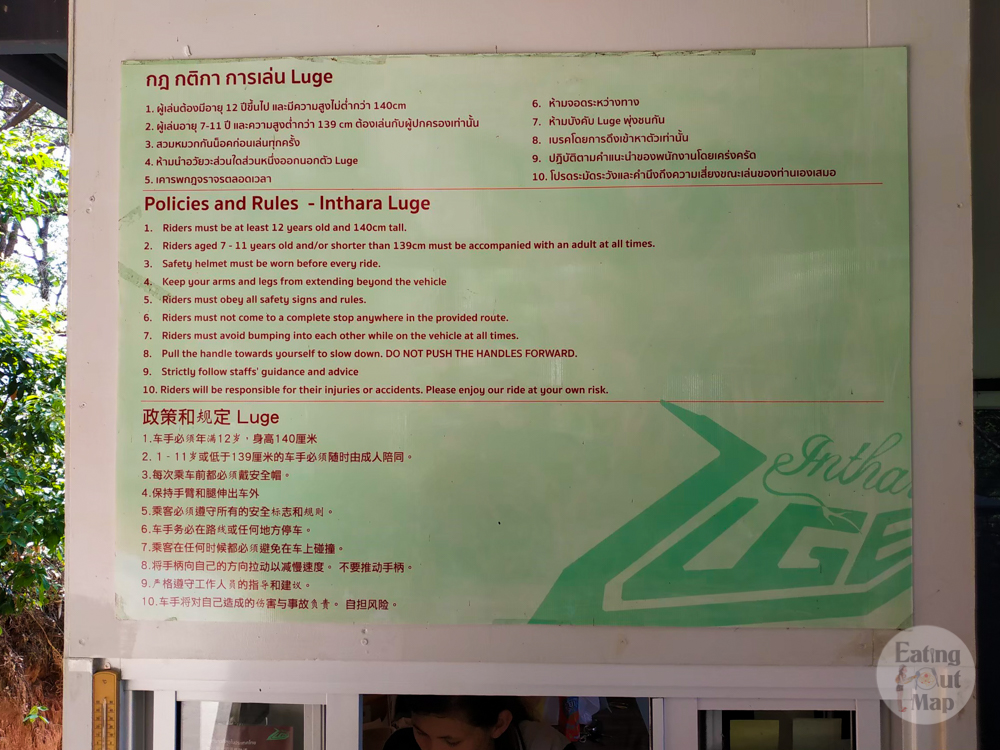 กฎ กติกา การเล่น Luge
1. ผู้เล่นต้องมีอายุ 12 ปีขึ้นไป และมีความสูงไม่ต่ำกว่า 140cm
2. ผู้เล่นอายุ 7-11 ปี และความสูงต่ำกว่า 139 cm ต้องเล่นกับผู้ปกครองเท่านั้น
3. สวมหมวกกันน็อคก่อนเล่นทุกครั้ง
4. ห้ามนำอวัยวะส่วนใดส่วนหนึ่งออกนอกตัว Luge
5. เคารพกฎจราจรตลอดเวลา
6. ห้ามจอดระหว่างทาง
7. ห้ามบังคับ Luge พุ่งชนกัน
8. เบรคโดยการดึงเข้าหาตัวเท่านั้น
9. ปฏิบัติตามคำแนะนำของพนักงานโดยเคร่งครัด
10. โปรดระมัดระวังและคำนึงถึงความเสี่ยงขณะเล่นของท่านเองเสมอ
Policies and Rules - Inthara Luge
1. Riders must be at least 12 years old and 140cm tall.
2. Riders aged 7 - 11 years old and/or shorter than 139cm must be accompanied with an adult at all times.
3. Safety helmet must be worn before every ride.
4. Keep your arms and legs from extending beyond the vehicle
5. Riders must obey all safety signs and rules.
6. Riders must not come to a complete stop anywhere in the provided route.
7. Riders must avoid bumping into each other while on the vehicle at all times.
8. Pull the handle towards yourself to slow down. DO NOT PUSH THE HANDLES FORWARD.
9. Strictly follow staffs' guidance and advice
10. Riders will be responsible for their injuries or accidents. Please enjoy our ride at your own risk.
政策和规定 Luge
1.车手必须年满12岁，身高140厘米
2. 1 - 11岁或低于139厘米的车手必须随时由成人陪同。
3.每次乘车前都必须戴安全帽。
4.保持手臂和腿伸出车外
5.乘客必须遵守所有的安全标志和规则。
6.车手务必在路线或任何地方停车。
7.乘客在任何时候都必须避免在车上碰撞。
8.将手柄向自己的方向拉动以减慢速度。 不要推动手柄。
9.严格遵守工作人员的指导和建议。
10.车手将对自己造成的伤害与事故负责。 自担风险。
Inthar
LUGE
Eating
Out
Map